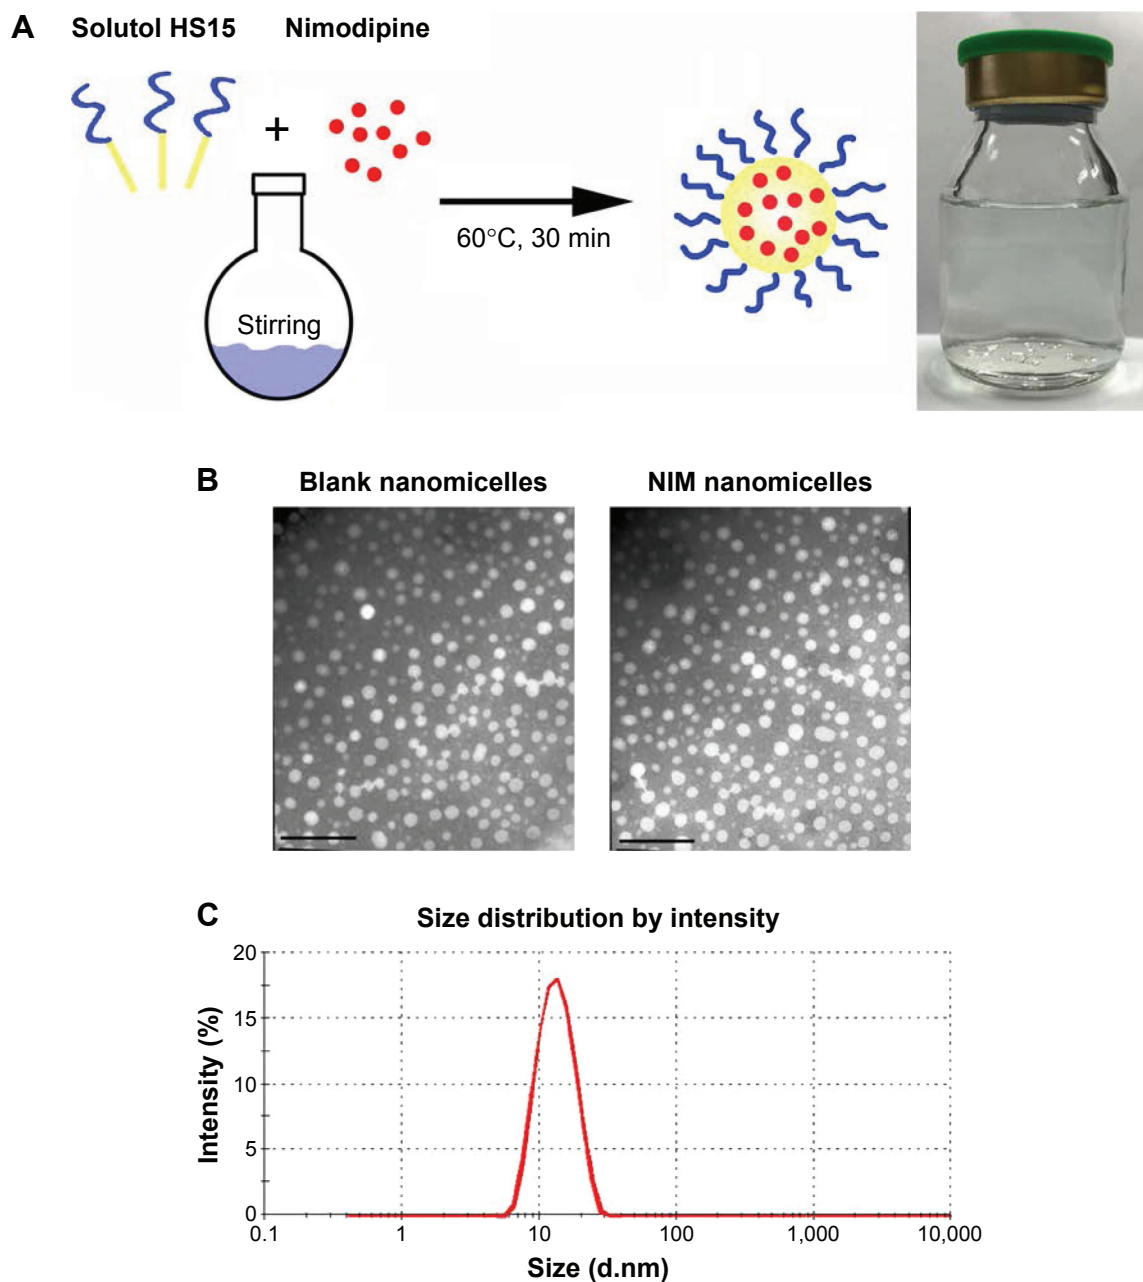 A Solutol HS15 Nimodipine
+
60°C, 30 min
Stirring
B Blank nanomicelles NIM nanomicelles
C Size distribution by intensity
20
15
10
5
0
Intensity (%)
0.1 1 10 100 1,000 10,000
Size (d.nm)